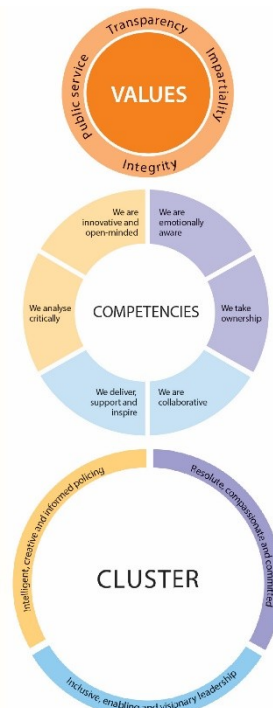 Transparency
Impartiality
Public service
VALUES
Integrity
We are
innovative and
open-minded
We are
emotionally
aware
We analyse
critically
COMPETENCIES
We take
ownership
We deliver,
support and
inspire
We are
collaborative
Intelligent, creative and informed policing
Resolute, compassionate and committed
CLUSTER
Inclusive, enabling and visionary leadership